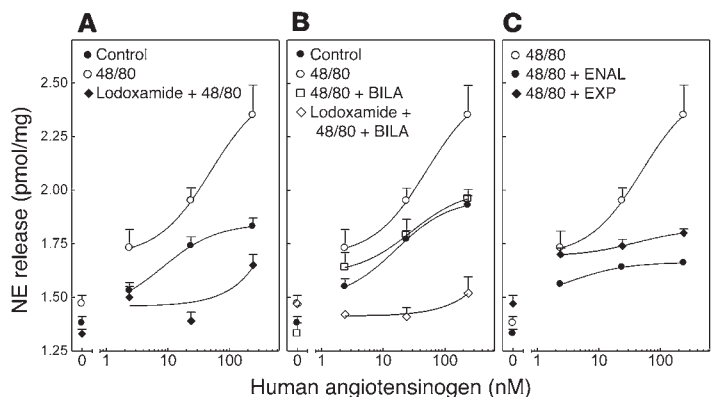 A
B
C
Control
48/80
Lodoxamide + 48/80
Control
48/80
48/80 + BILA
Lodoxamide +
48/80 + BILA
48/80
48/80 + ENAL
48/80 + EXP
NE release (pmol/mg)
2.50
2.25
2.00
1.75
1.50
1.25
0 1 10 100
0 1 10 100
0 1 10 100
Human angiotensinogen (nM)